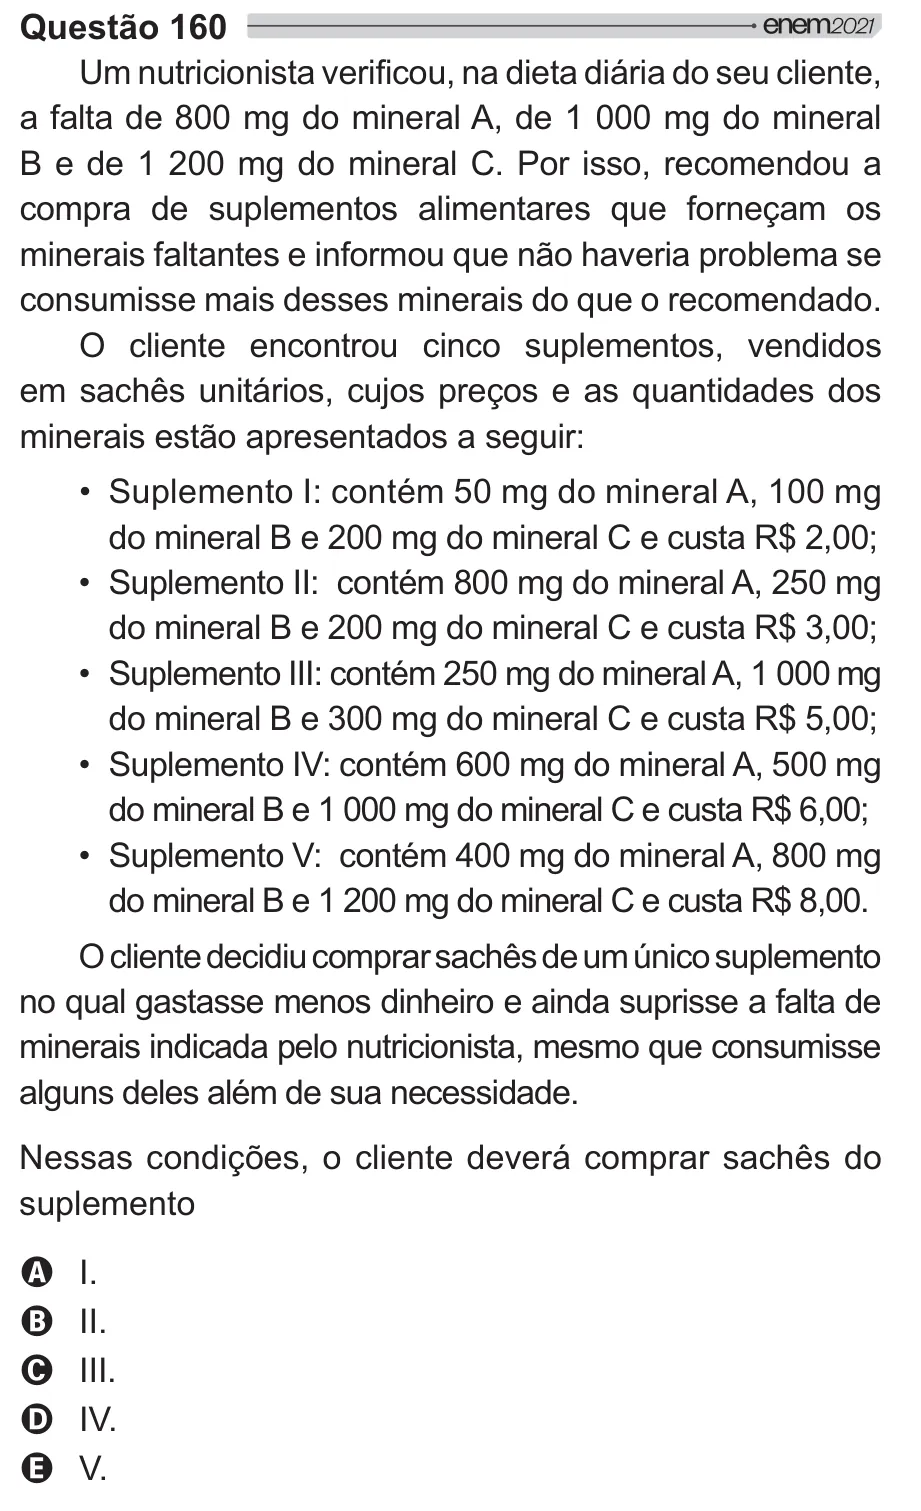 Questão 160 enem2021
Um nutricionista verificou, na dieta diária do seu cliente,
a falta de 800 mg do mineral A, de 1 000 mg do mineral
B e de 1 200 mg do mineral C. Por isso, recomendou a
compra de suplementos alimentares que forneçam os
minerais faltantes e informou que não haveria problema se
consumisse mais desses minerais do que o recomendado.
O cliente encontrou cinco suplementos, vendidos
em sachês unitários, cujos preços e as quantidades dos
minerais estão apresentados a seguir:
• Suplemento I: contém 50 mg do mineral A, 100 mg
do mineral B e 200 mg do mineral C e custa R$ 2,00;
• Suplemento II: contém 800 mg do mineral A, 250 mg
do mineral B e 200 mg do mineral C e custa R$ 3,00;
• Suplemento III: contém 250 mg do mineral A, 1 000 mg
do mineral B e 300 mg do mineral C e custa R$ 5,00;
• Suplemento IV: contém 600 mg do mineral A, 500 mg
do mineral B e 1 000 mg do mineral C e custa R$ 6,00;
• Suplemento V: contém 400 mg do mineral A, 800 mg
do mineral B e 1 200 mg do mineral C e custa R$ 8,00.
O cliente decidiu comprar sachês de um único suplemento
no qual gastasse menos dinheiro e ainda suprisse a falta de
minerais indicada pelo nutricionista, mesmo que consumisse
alguns deles além de sua necessidade.
Nessas condições, o cliente deverá comprar sachês do
suplemento
A I.
B II.
C III.
D IV.
E V.